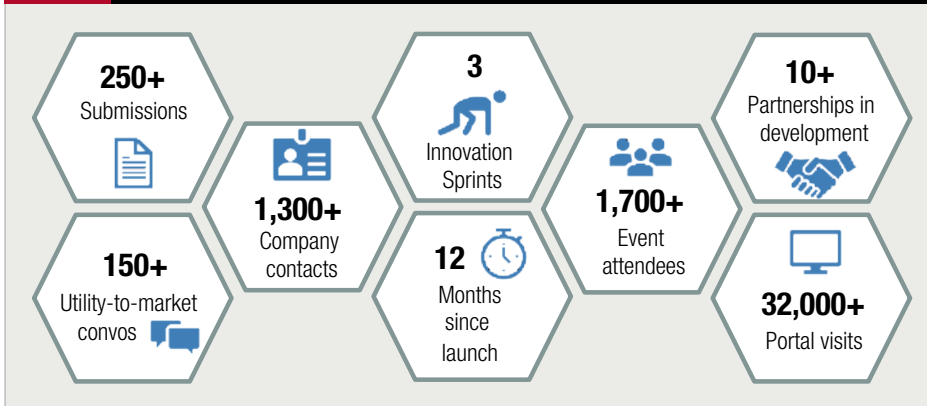 250+
Submissions
150+
Utility-to-market
convos
1,300+
Company
contacts
3
Innovation
Sprints
12
Months
since
launch
1,700+
Event
attendees
10+
Partnerships in
development
32,000+
Portal visits